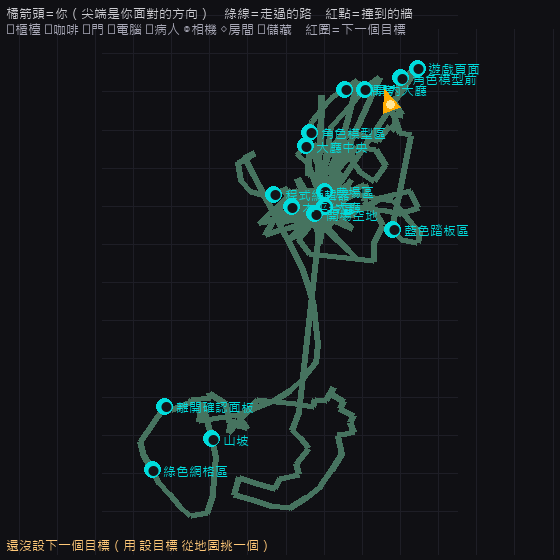 橘箭頭=你（尖端是你面對的方向） 綠線=走過的路 紅點=撞到的牆
櫃檯 咖啡 門 電腦 病人 相機 房間 儲藏 紅圈=下一個目標
遊戲頁面
角色模型前
大廳
角色模型區
大廳中央
空地
藍色踏板區
離開確認面板
山坡
綠色網格區
還沒設下一個目標（用 設目標 從地圖挑一個）